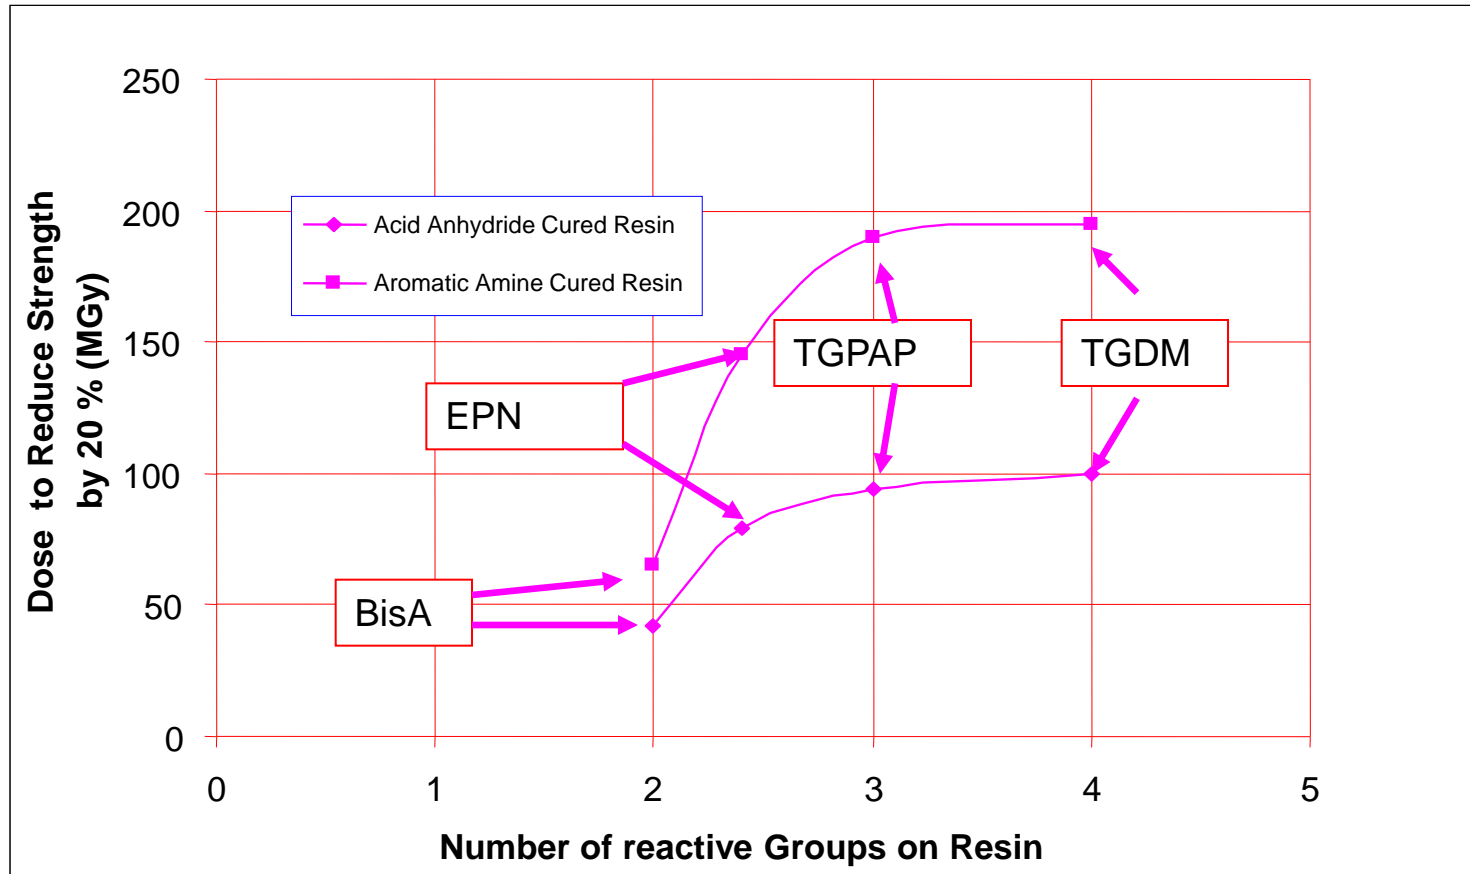 250
200
150
100
50
0
0 1 2 3 4 5
Dose to Reduce Strength
by 20 % (MGy)
Number of reactive Groups on Resin
Acid Anhydride Cured Resin
Aromatic Amine Cured Resin
TGPAP
TGDM
EPN
BisA